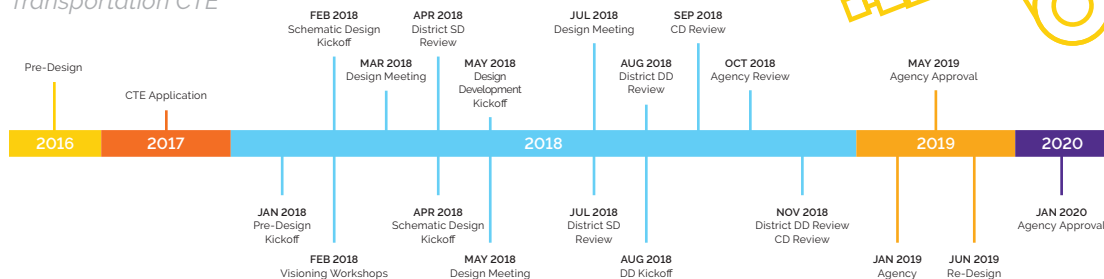 Transportation CTE
FEB 2018
Schematic Design
Kickoff
APR 2018
District SD
Review
JUL 2018
Design Meeting
SEP 2018
CD Review
Pre-Design
MAR 2018
Design Meeting
MAY 2018
Design
Development
Kickoff
AUG 2018
District DD
Review
OCT 2018
Agency Review
MAY 2019
Agency Approval
CTE Application
2016
2017
2018
2019
2020
JAN 2018
Pre-Design
Kickoff
APR 2018
Schematic Design
Kickoff
JUL 2018
District SD
Review
NOV 2018
District DD Review
CD Review
JAN 2020
Agency Approval
FEB 2018
Visioning Workshops
MAY 2018
Design Meeting
AUG 2018
DD Kickoff
JAN 2019
Agency
JUN 2019
Re-Design